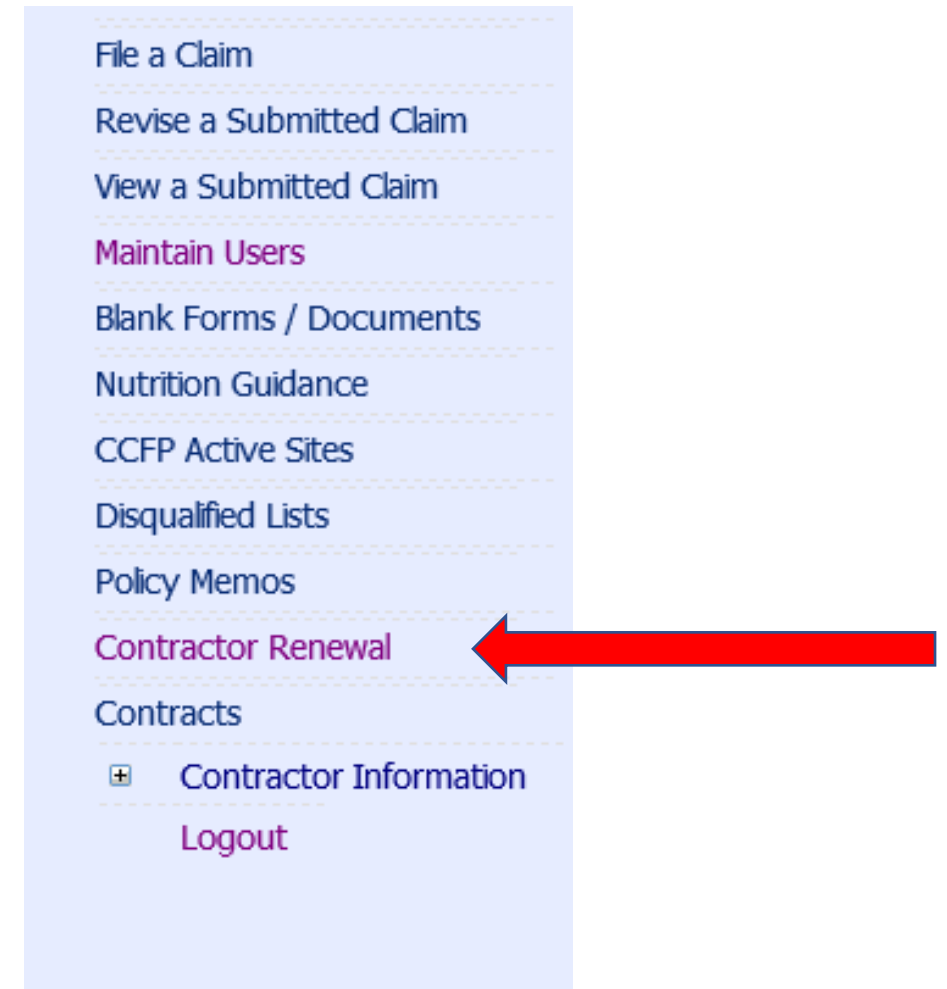 File a Claim
Revise a Submitted Claim
View a Submitted Claim
Maintain Users
Blank Forms / Documents
Nutrition Guidance
CCFP Active Sites
Disqualified Lists
Policy Memos
Contractor Renewal
Contracts
Contractor Information
Logout